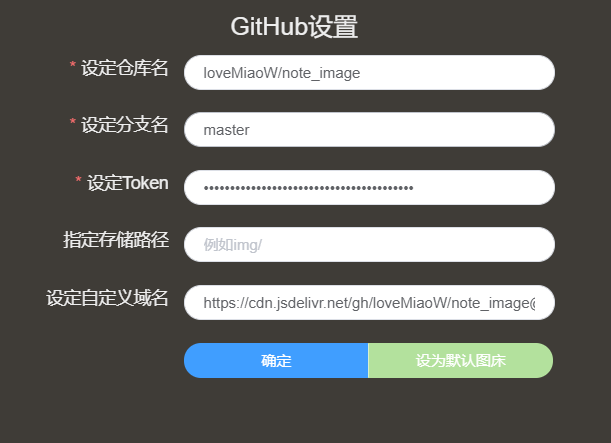 GitHub设置
* 设定仓库名 loveMiaoW/note_image
* 设定分支名 master
* 设定Token ••••••••••••••••••••••••••••••••••••••••
指定存储路径 例如img/
设定自定义域名 https://cdn.jsdelivr.net/gh/loveMiaoW/note_image@
确定 设为默认图床